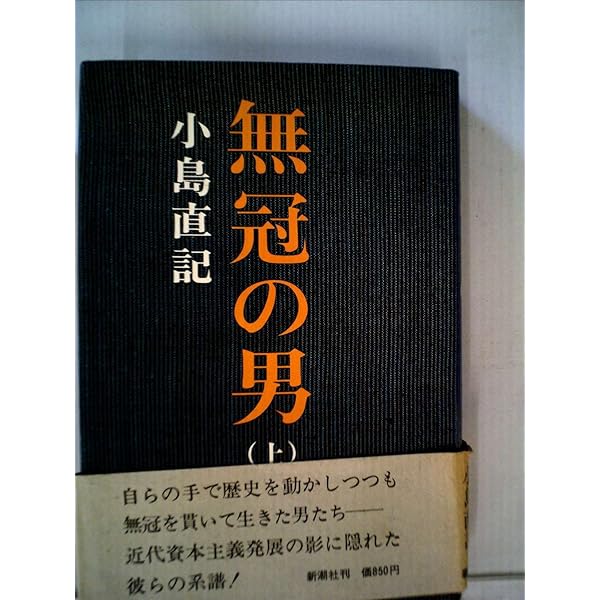 無冠の男
(上)
小島直記
自らの手で歴史を動かしつつも
無冠を貫いて生きた男たち――
近代資本主義発展の影に隠れた
彼らの系譜!
新潮社刊 価850円
小島直